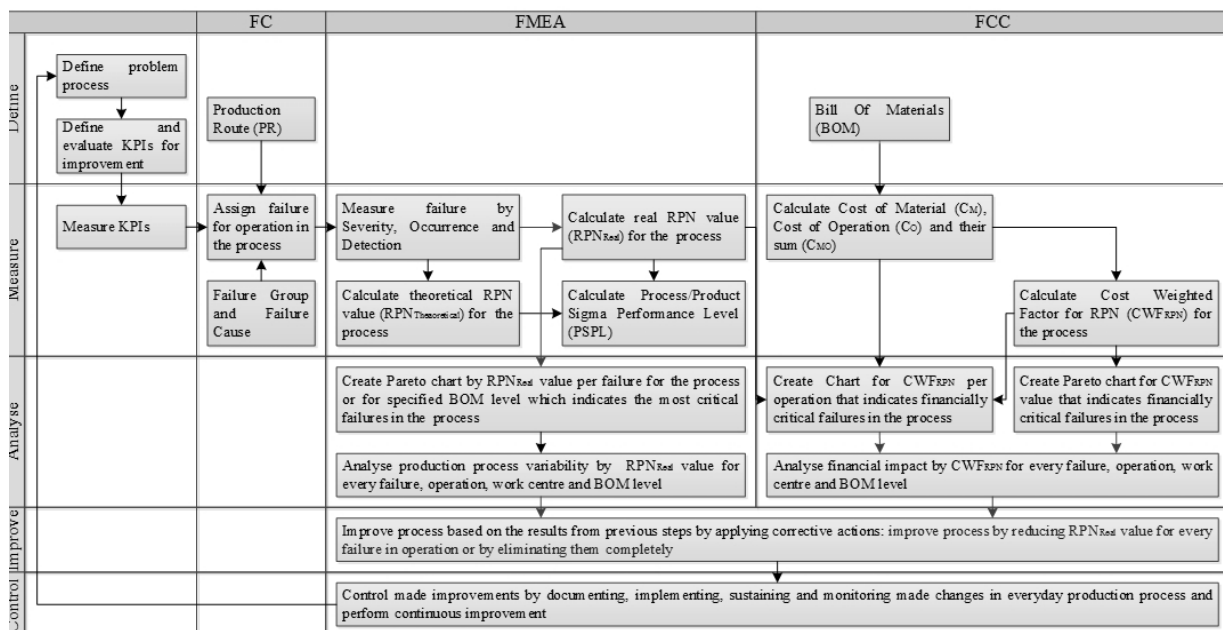 FC
FMEA
FCC
Define
Define problem
process
Define and
evaluate KPIs for
improvement
Production
Route (PR)
Bill Of Materials
(BOM)
Measure
Measure KPIs
Assign failure
for operation in
the process
Failure Group
and Failure
Cause
Measure failure by
Severity, Occurrence and
Detection
Calculate real RPN value
(RPNReal) for the process
Calculate theoretical RPN
value (RPNTheoretical) for the
process
Calculate Process/Product
Sigma Performance Level
(PSPL)
Calculate Cost of Material (CM),
Cost of Operation (CO) and their
sum (CMO)
Calculate Cost Weighted
Factor for RPN (CWFRPN) for
the process
Analyse
Create Pareto chart by RPNReal value per failure for the process
or for specified BOM level which indicates the most critical
failures in the process
Create Chart for CWFRPN per
operation that indicates financially
critical failures in the process
Create Pareto chart for CWFRPN
value that indicates financially
critical failures in the process
Analyse production process variability by RPNReal value for
every failure, operation, work centre and BOM level
Analyse financial impact by CWFRPN for every failure, operation, work
centre and BOM level
Improve
Improve process based on the results from previous steps by applying corrective actions: improve process by reducing RPNReal value for every
failure in operation or by eliminating them completely
Control
Control made improvements by documenting, implementing, sustaining and monitoring made changes in everyday production process and
perform continuous improvement